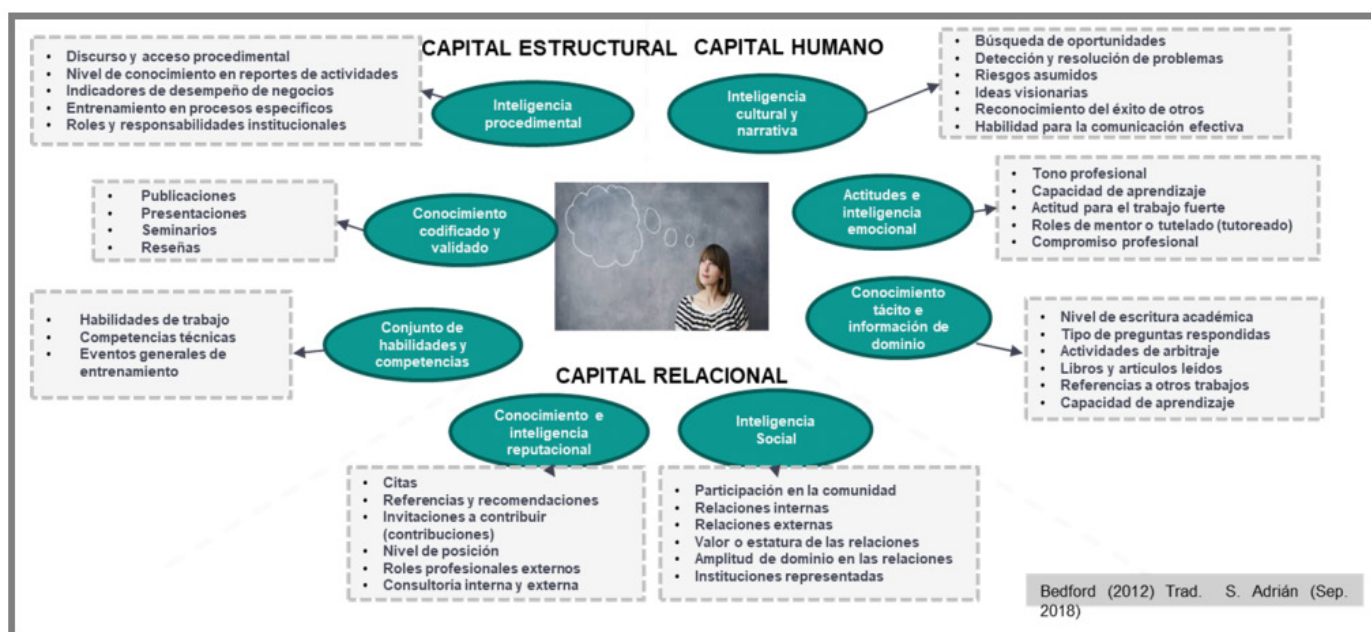 CAPITAL ESTRUCTURAL
CAPITAL HUMANO
• Discurso y acceso procedimental
• Nivel de conocimiento en reportes de actividades
• Indicadores de desempeño de negocios
• Entrenamiento en procesos específicos
• Roles y responsabilidades institucionales
Inteligencia
procedimental
Inteligencia
cultural y
narrativa
• Búsqueda de oportunidades
• Detección y resolución de problemas
• Riesgos asumidos
• Ideas visionarias
• Reconocimiento del éxito de otros
• Habilidad para la comunicación efectiva
• Publicaciones
• Presentaciones
• Seminarios
• Reseñas
Conocimiento
codificado y
validado
Actitudes e
inteligencia
emocional
• Tono profesional
• Capacidad de aprendizaje
• Actitud para el trabajo fuerte
• Roles de mentor o tutelado (tutoreado)
• Compromiso profesional
• Habilidades de trabajo
• Competencias técnicas
• Eventos generales de
entrenamiento
Conjunto de
habilidades y
competencias
Conocimiento
tácito e
información de
dominio
• Nivel de escritura académica
• Tipo de preguntas respondidas
• Actividades de arbitraje
• Libros y artículos leídos
• Referencias a otros trabajos
• Capacidad de aprendizaje
CAPITAL RELACIONAL
Conocimiento e
inteligencia
reputacional
Inteligencia
Social
• Citas
• Referencias y recomendaciones
• Invitaciones a contribuir
(contribuciones)
• Nivel de posición
• Roles profesionales externos
• Consultoría interna y externa
• Participación en la comunidad
• Relaciones internas
• Relaciones externas
• Valor o estatura de las relaciones
• Amplitud de dominio en las relaciones
• Instituciones representadas
Bedford (2012) Trad. S. Adrián (Sep.
2018)